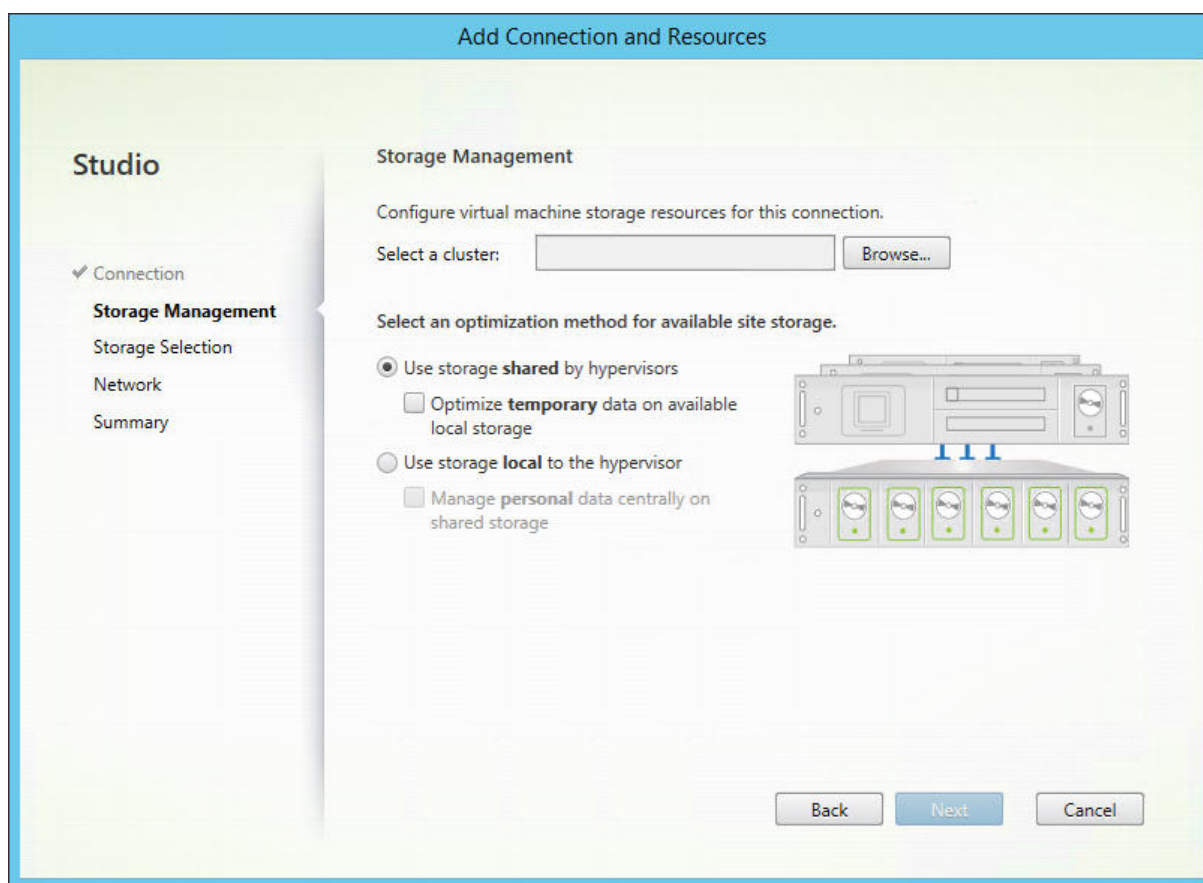 Add Connection and Resources
Studio
Connection
Storage Management
Storage Selection
Network
Summary
Storage Management
Configure virtual machine storage resources for this connection.
Select a cluster:
Browse...
Select an optimization method for available site storage.
Use storage shared by hypervisors
Optimize temporary data on available
local storage
Use storage local to the hypervisor
Manage personal data centrally on
shared storage
Back
Next
Cancel